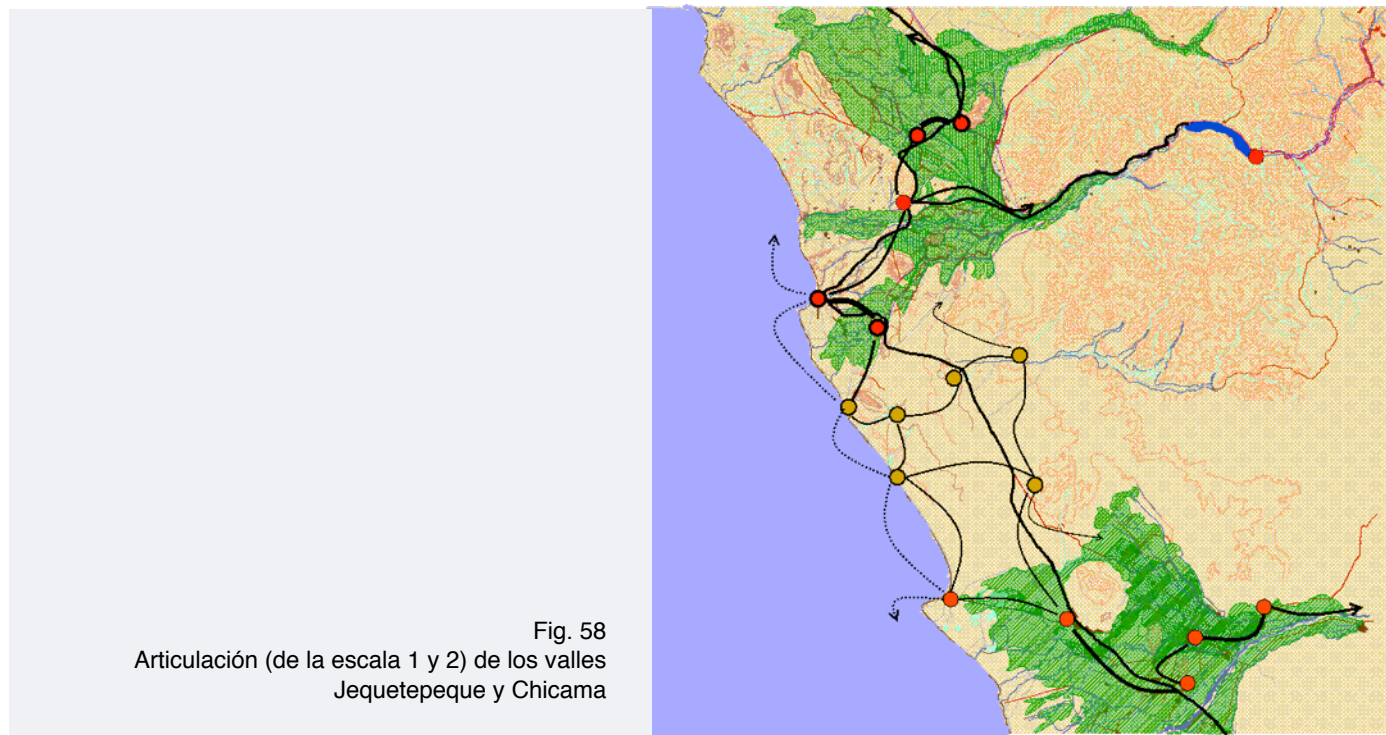 Fig. 58
Articulación (de la escala 1 y 2) de los valles
Jequetepeque y Chicama